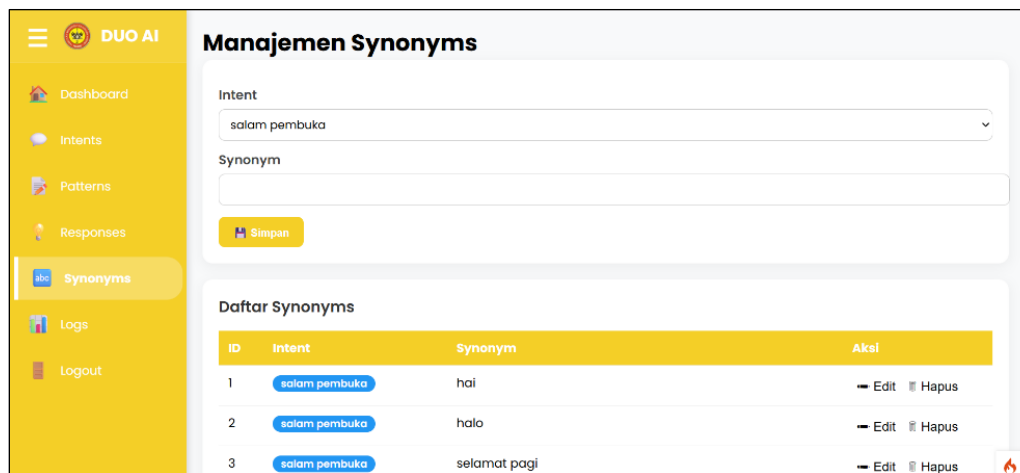 DUO AI
Dashboard
Intents
Patterns
Responses
abc Synonyms
Logs
Logout
Manajemen Synonyms
Intent
salam pembuka
Synonym
Simpan
Daftar Synonyms
ID Intent Synonym Aksi
1 salam pembuka hai Edit Hapus
2 salam pembuka halo Edit Hapus
3 salam pembuka selamat pagi Edit Hapus